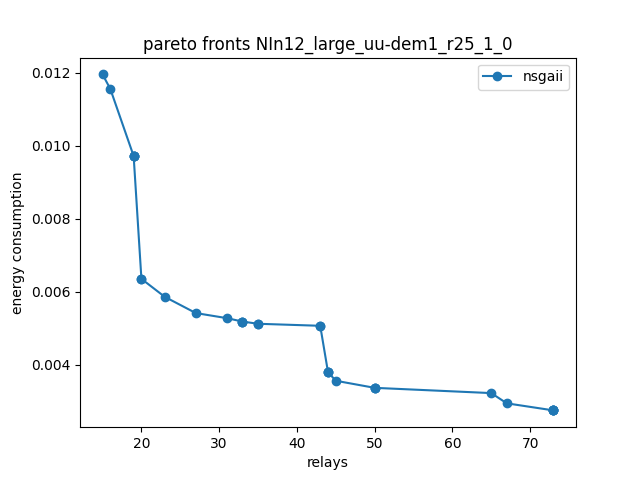 pareto fronts NIn12_large_uu-dem1_r25_1_0
nsgaii
energy consumption
0.012
0.010
0.008
0.006
0.004
20 30 40 50 60 70
relays